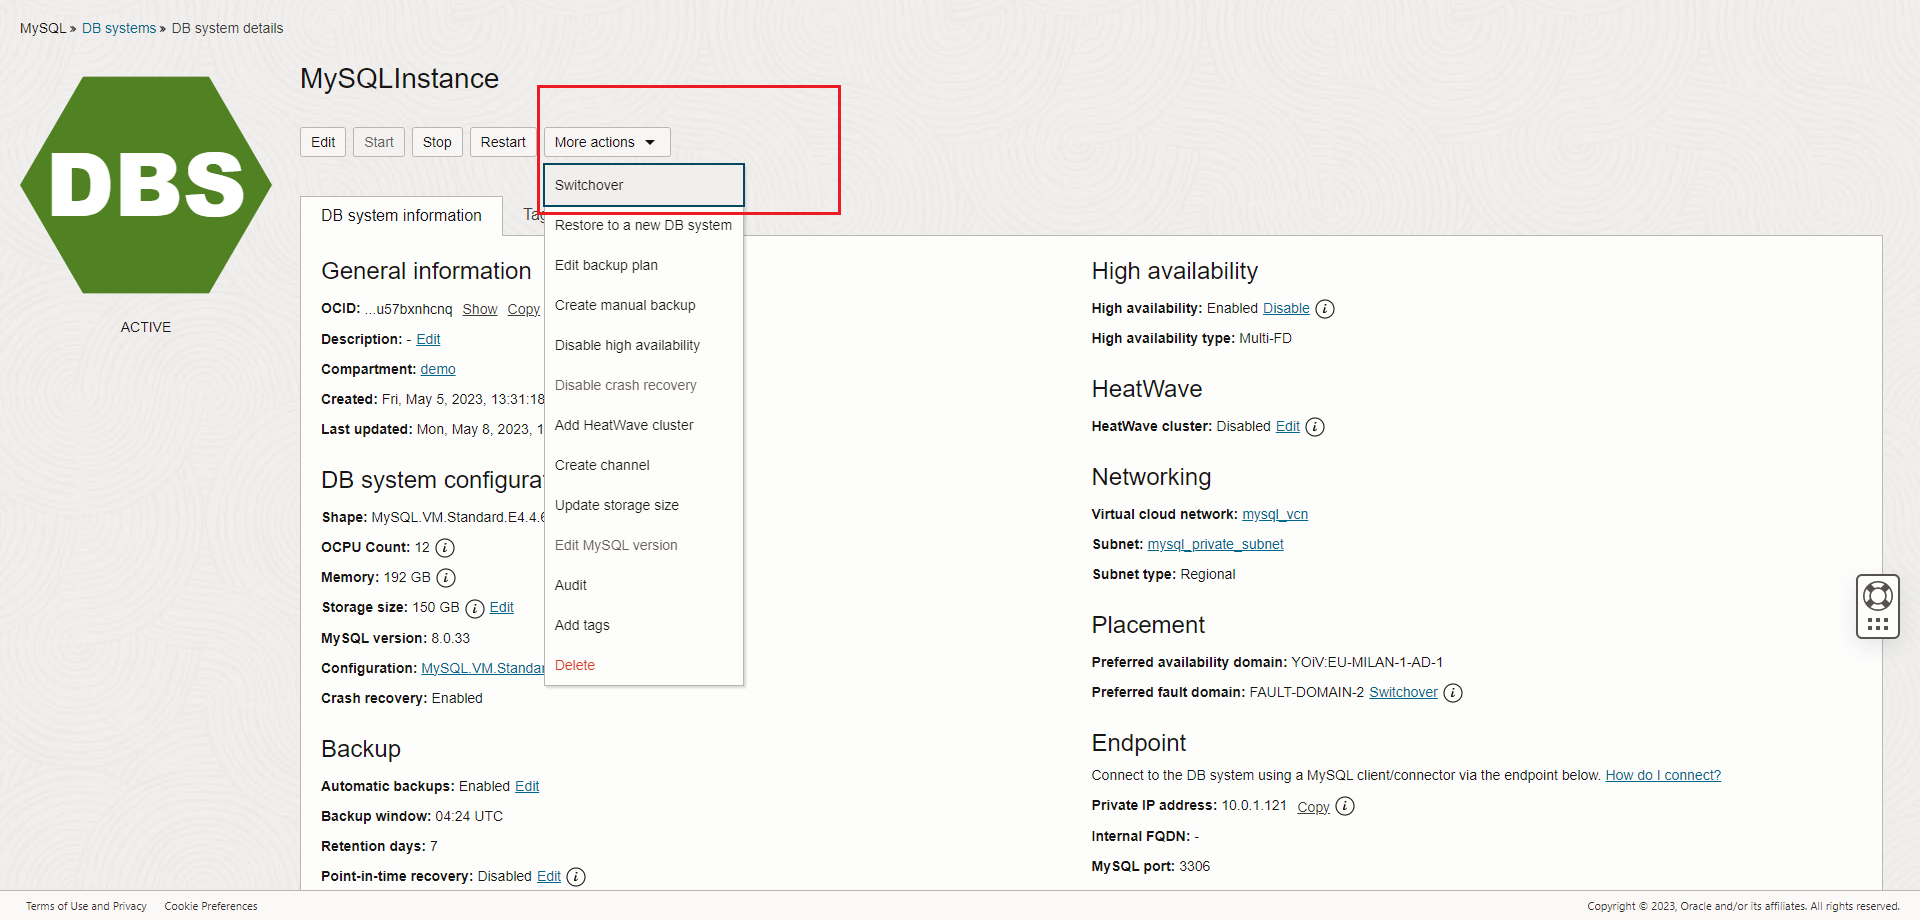 MySQL » DB systems » DB system details
DBS
ACTIVE
MySQLInstance
Edit
Start
Stop
Restart
More actions
Switchover
Restore to a new DB system
Edit backup plan
Create manual backup
Disable high availability
Disable crash recovery
Add HeatWave cluster
Create channel
Update storage size
Edit MySQL version
Audit
Add tags
Delete
DB system information
Tag
General information
OCID: ...u57bxnhcnq Show Copy
Description: - Edit
Compartment: demo
Created: Fri, May 5, 2023, 13:31:18
Last updated: Mon, May 8, 2023, 1
DB system configurat
Shape: MySQL.VM.Standard.E4.4.6
OCPU Count: 12
Memory: 192 GB
Storage size: 150 GB Edit
MySQL version: 8.0.33
Configuration: MySQL.VM.Standar
Crash recovery: Enabled
Backup
Automatic backups: Enabled Edit
Backup window: 04:24 UTC
Retention days: 7
Point-in-time recovery: Disabled Edit
High availability
High availability: Enabled Disable
High availability type: Multi-FD
HeatWave
HeatWave cluster: Disabled Edit
Networking
Virtual cloud network: mysql_vcn
Subnet: mysql_private_subnet
Subnet type: Regional
Placement
Preferred availability domain: YOiV:EU-MILAN-1-AD-1
Preferred fault domain: FAULT-DOMAIN-2 Switchover
Endpoint
Connect to the DB system using a MySQL client/connector via the endpoint below. How do I connect?
Private IP address: 10.0.1.121 Copy
Internal FQDN: -
MySQL port: 3306
Terms of Use and Privacy
Cookie Preferences
Copyright © 2023, Oracle and/or its affiliates. All rights reserved.